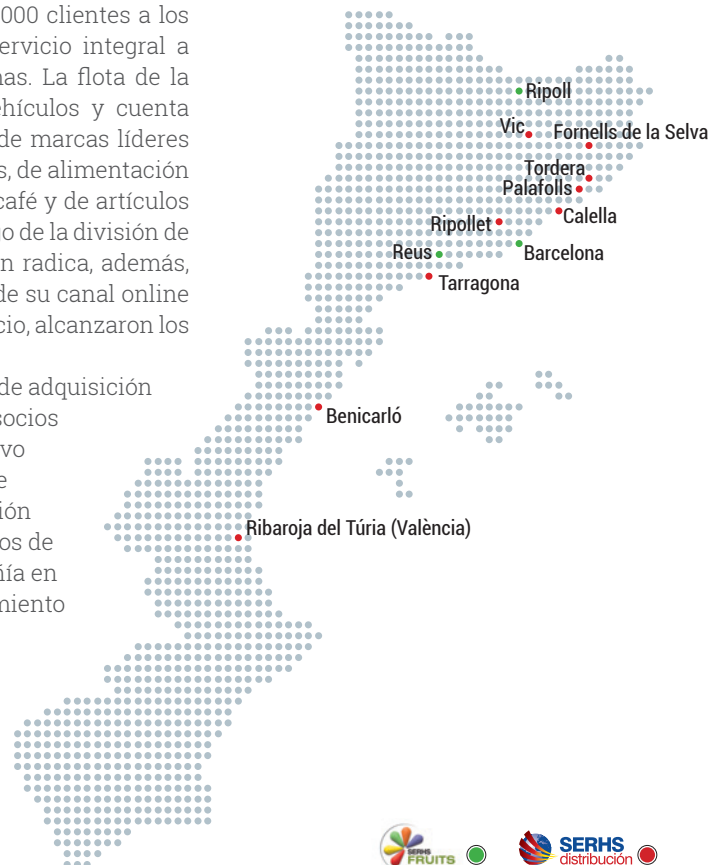 000 clientes a los
ervicio integral a
nas. La flota de la
ehículos y cuenta
de marcas líderes
s, de alimentación
café y de artículos
go de la división de
n radica, además,
de su canal online
cio, alcanzaron los
de adquisición
socios
vo
e
ión
os de
ñía en
miento
Ripoll
Vic
Fornells de la Selva
Tordera
Palafolls
Calella
Ripollet
Barcelona
Reus
Tarragona
Benicarló
Ribaroja del Túria (València)
SERHS
FRUITS
SERHS
distribución